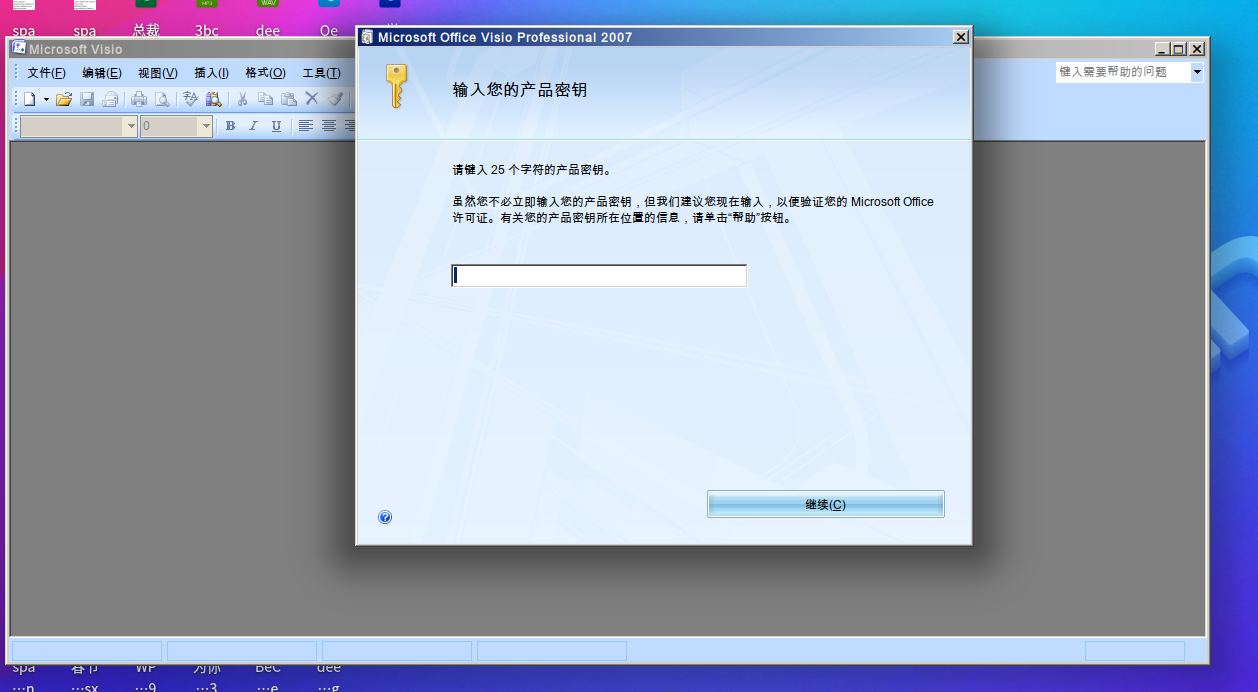 spa
spa
总裁
3bc
dee
Oe
Microsoft Visio
文件(F)
编辑(E)
视图(V)
插入(I)
格式(O)
工具(T)
键入需要帮助的问题
0
B
I
U
Microsoft Office Visio Professional 2007
输入您的产品密钥
请键入 25 个字符的产品密钥。
虽然您不必立即输入您的产品密钥，但我们建议您现在输入，以便验证您的 Microsoft Office
许可证。有关您的产品密钥所在位置的信息，请单击“帮助”按钮。
继续(C)
spa
春节
WP
为你
BeC
dee
…n
…sx
…9
…3
…e
…g